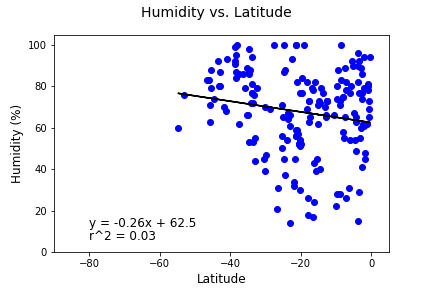 Humidity vs. Latitude
Humidity (%)
100
80
60
40
20
0
y = -0.26x + 62.5
r^2 = 0.03
−80
−60
−40
−20
0
Latitude